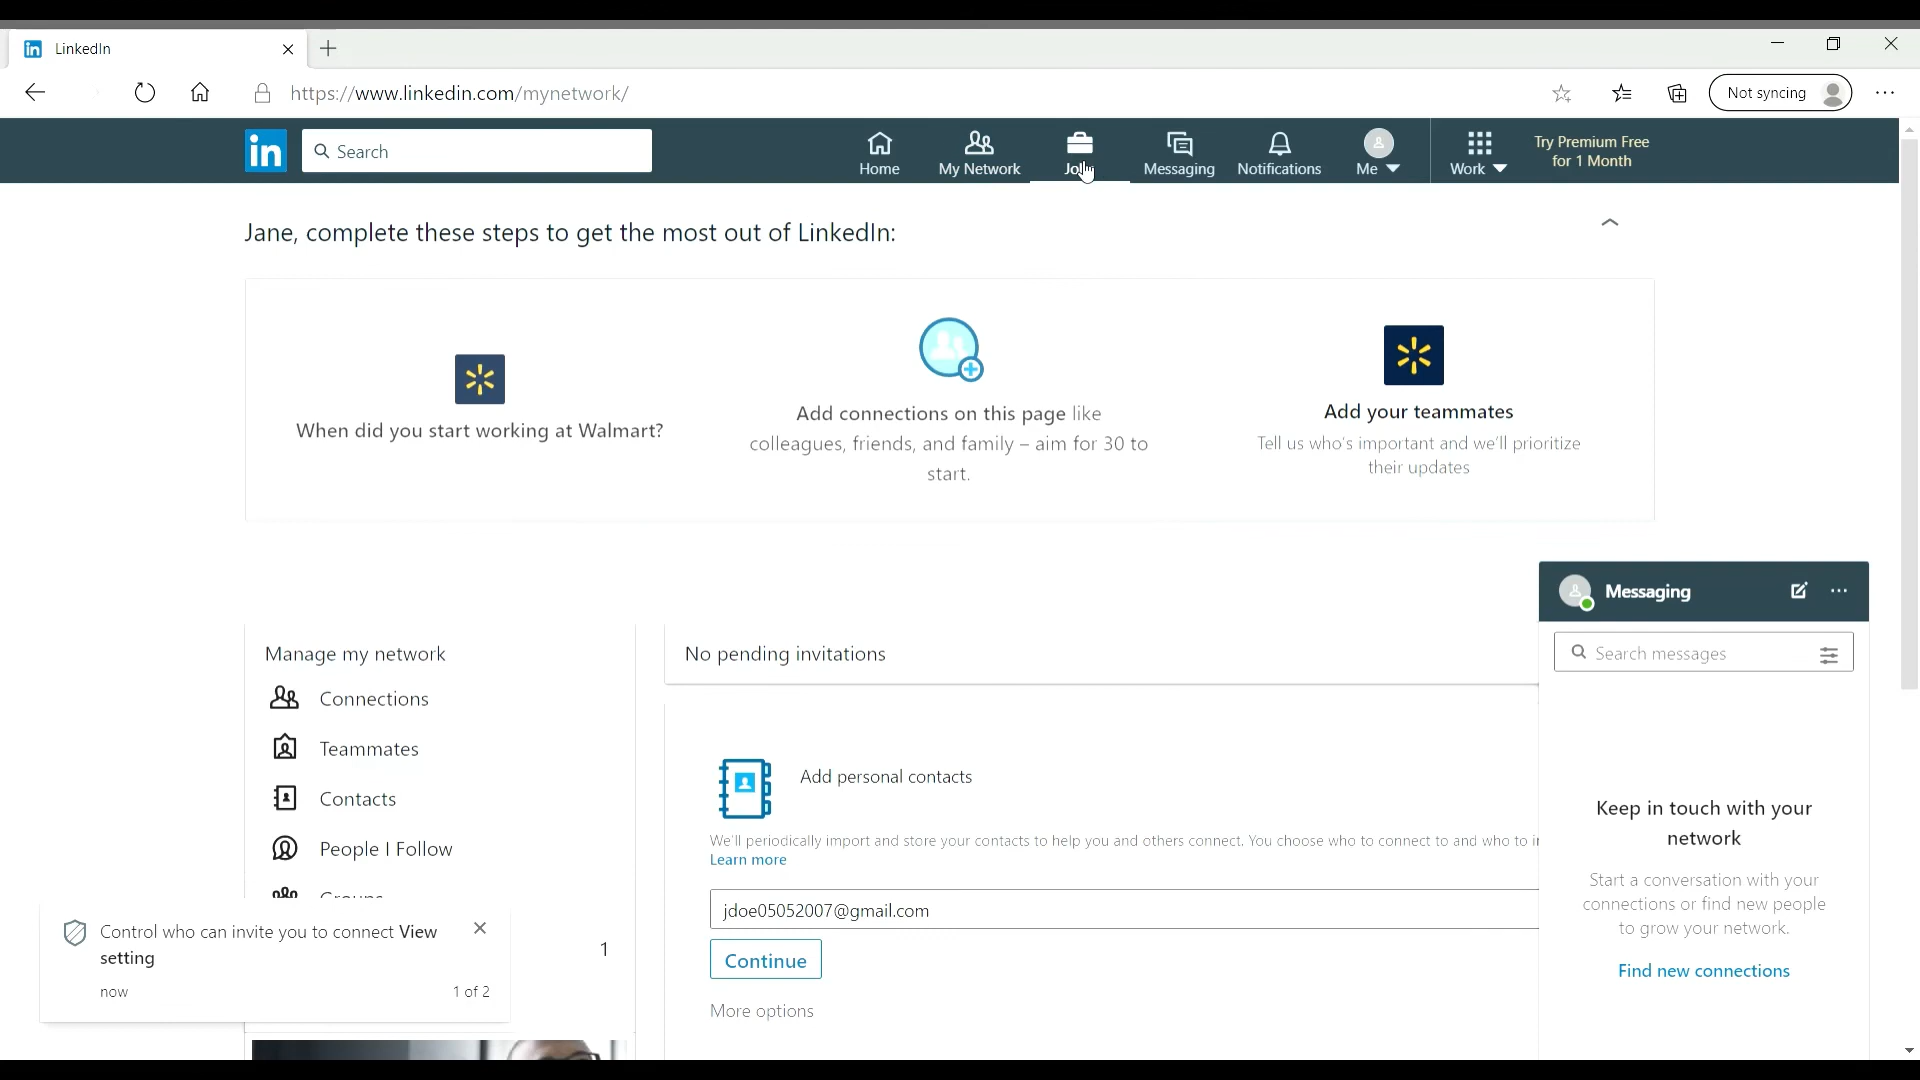 LinkedIn
https://www.linkedin.com/mynetwork/
Not syncing
in
Search
Home
My Network
Messaging
Notifications
Me
Work
Try Premium Free
for 1 Month
Jane, complete these steps to get the most out of LinkedIn:
When did you start working at Walmart?
Add connections on this page like
colleagues, friends, and family – aim for 30 to
start.
Add your teammates
Tell us who's important and we'll prioritize
their updates
Manage my network
Connections
Teammates
Contacts
People I Follow
1
Control who can invite you to connect View
setting
now
1 of 2
No pending invitations
Add personal contacts
We'll periodically import and store your contacts to help you and others connect. You choose who to connect to and who to
Learn more
jdoe05052007@gmail.com
Continue
More options
Messaging
Search messages
Keep in touch with your
network
Start a conversation with your
connections or find new people
to grow your network.
Find new connections